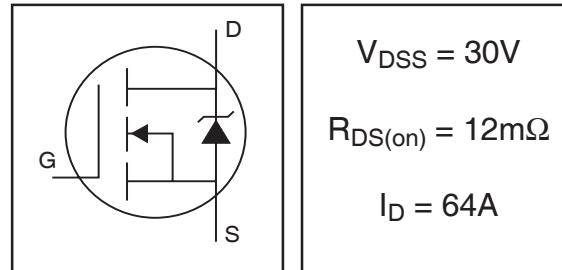 D
G
S
V_DSS = 30V
R_DS(on) = 12mΩ
I_D = 64A